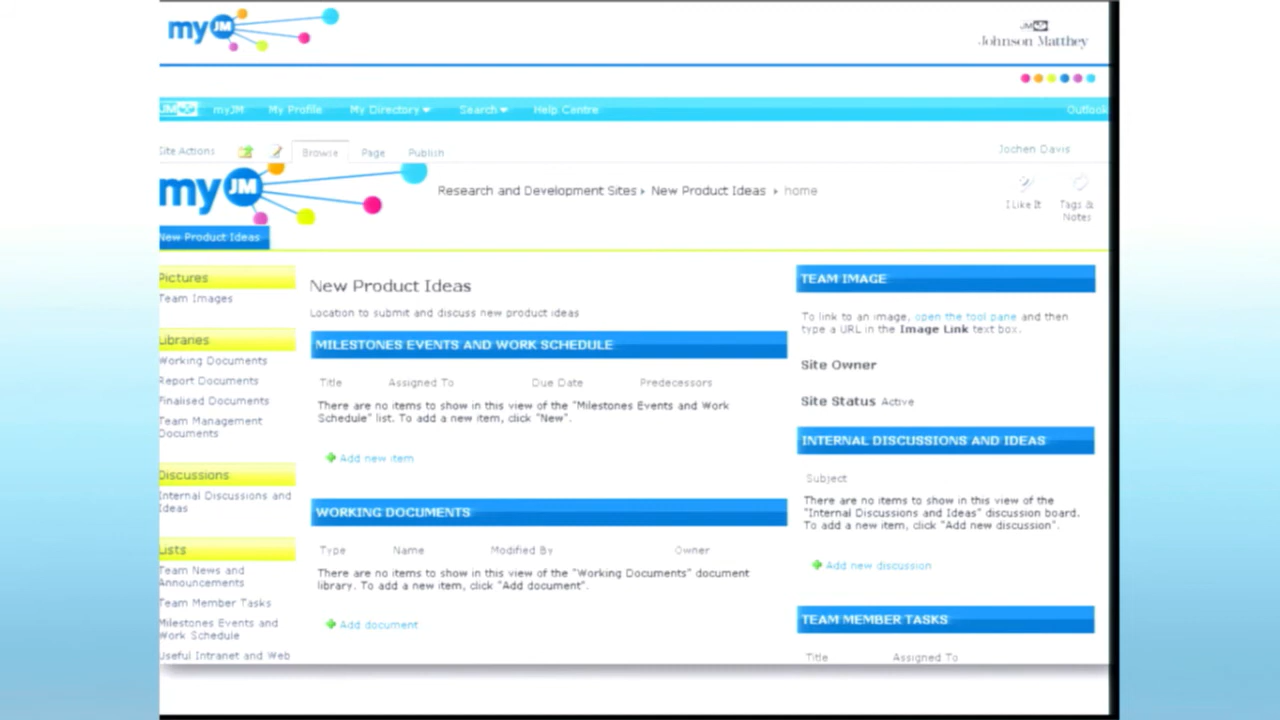 my JM
JM
Johnson Matthey
JM myJM My Profile My Directory Search Help Centre Outlook
Site Actions Browse Page Publish Jochen Davis
my JM
Research and Development Sites New Product Ideas home
I Like It Tags &
Notes
New Product Ideas
Pictures
Team Images
Libraries
Working Documents
Report Documents
Finalised Documents
Team Management
Documents
Discussions
Internal Discussions and
Ideas
Lists
Team News and
Announcements
Team Member Tasks
Milestones Events and
Work Schedule
Useful Intranet and Web
New Product Ideas
Location to submit and discuss new product ideas
MILESTONES EVENTS AND WORK SCHEDULE
Title Assigned To Due Date Predecessors
There are no items to show in this view of the "Milestones Events and Work
Schedule" list. To add a new item, click "New".
Add new item
WORKING DOCUMENTS
Type Name Modified By Owner
There are no items to show in this view of the "Working Documents" document
library. To add a new item, click "Add document".
Add document
TEAM IMAGE
To link to an image, open the tool pane and then
type a URL in the Image Link text box.
Site Owner
Site Status Active
INTERNAL DISCUSSIONS AND IDEAS
Subject
There are no items to show in this view of the
"Internal Discussions and Ideas" discussion board.
To add a new item, click "Add new discussion".
Add new discussion
TEAM MEMBER TASKS
Title Assigned To